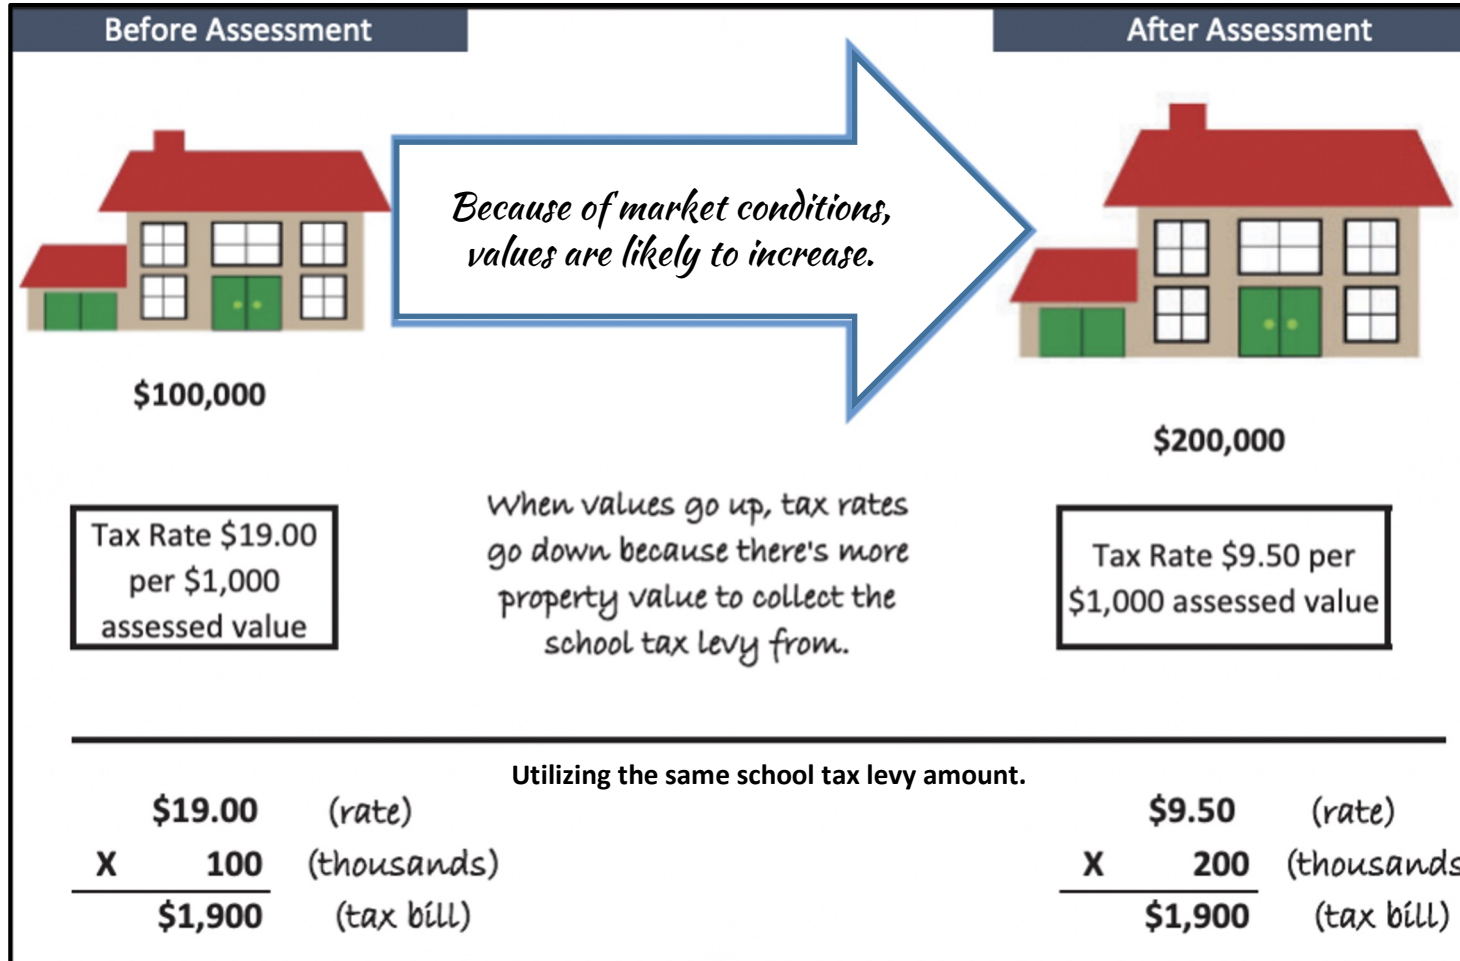 Before Assessment
After Assessment
Because of market conditions,
values are likely to increase.
$100,000
$200,000
Tax Rate $19.00
per $1,000
assessed value
When values go up, tax rates
go down because there's more
property value to collect the
school tax levy from.
Tax Rate $9.50 per
$1,000 assessed value
Utilizing the same school tax levy amount.
$19.00 (rate)
X 100 (thousands)
$1,900 (tax bill)
$9.50 (rate)
X 200 (thousands
$1,900 (tax bill)